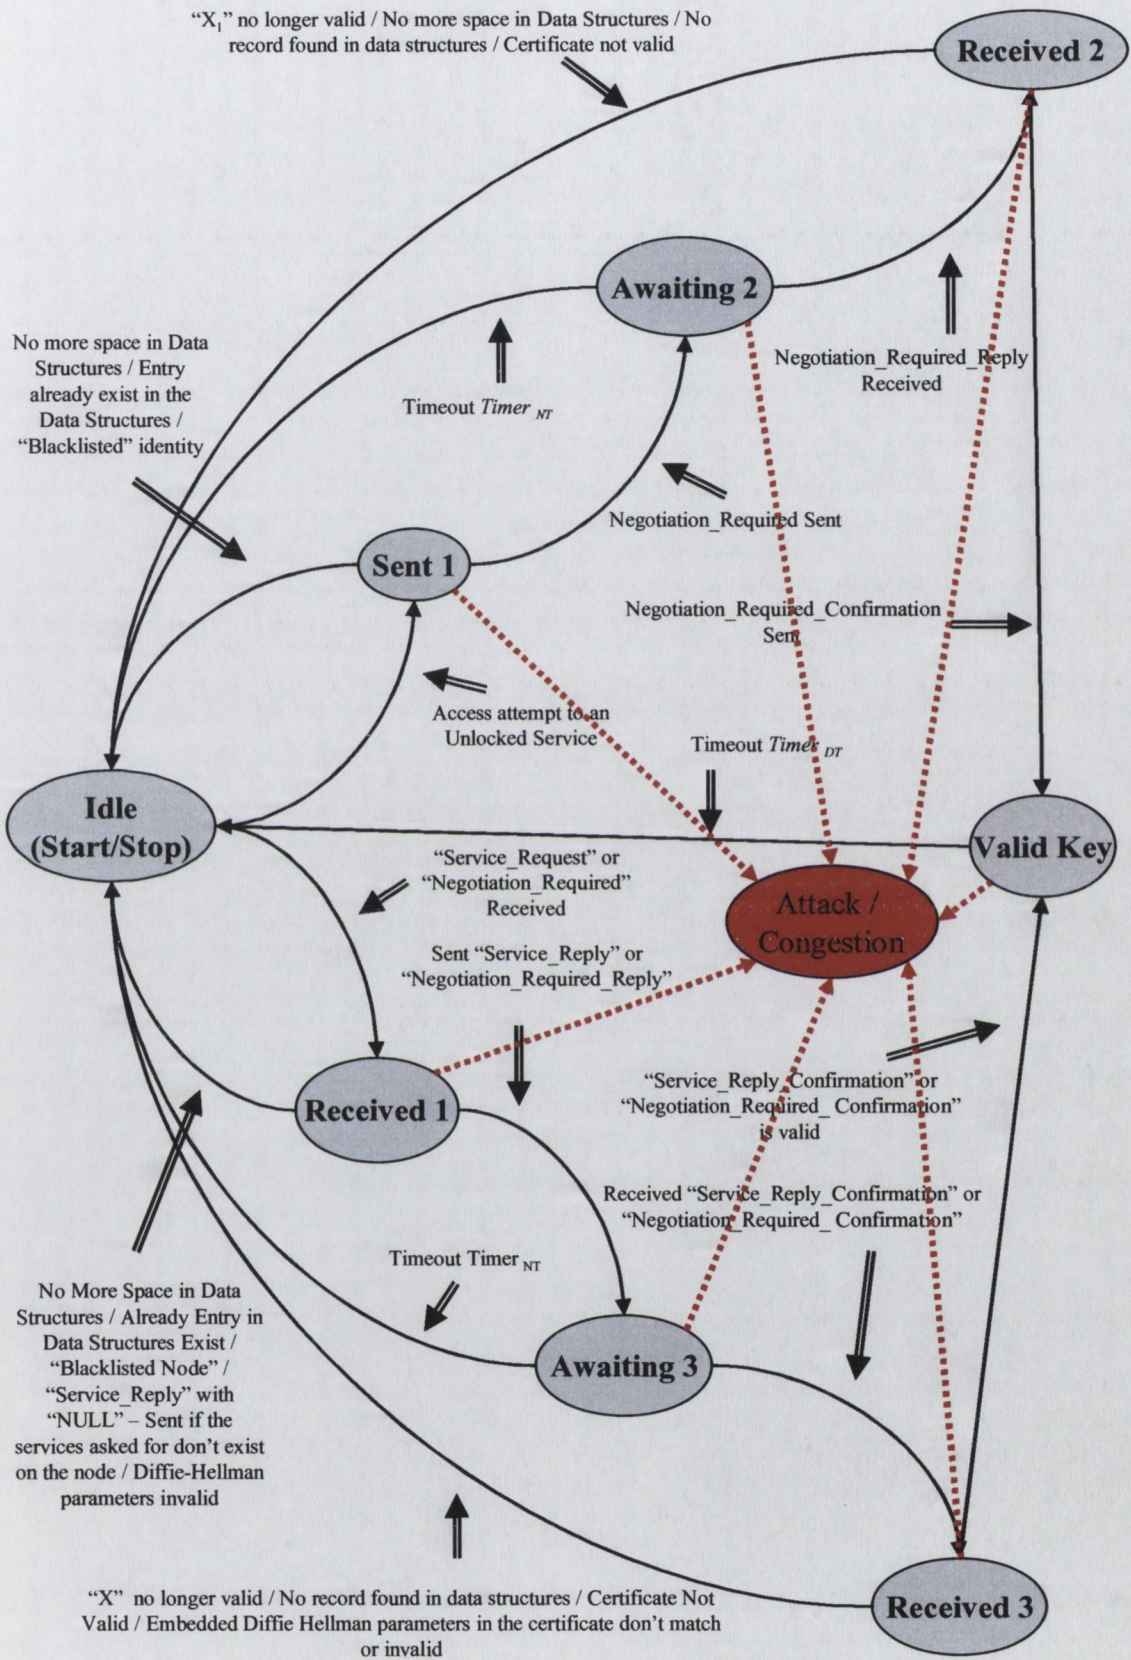 “X1” no longer valid / No more space in Data Structures / No
record found in data structures / Certificate not valid
Received 2
Awaiting 2
No more space in Data
Structures / Entry
already exist in the
Data Structures /
“Blacklisted” identity
Timeout Timer NT
Negotiation_Required_Reply
Received
Negotiation_Required Sent
Sent 1
Negotiation_Required_Confirmation
Sent
Access attempt to an
Unlocked Service
Timeout Timer DT
Idle
(Start/Stop)
Valid Key
“Service_Request” or
“Negotiation_Required”
Received
Attack /
Congestion
Sent “Service_Reply” or
“Negotiation_Required_Reply”
“Service_Reply_Confirmation” or
“Negotiation_Required_ Confirmation”
is valid
Received 1
Received “Service_Reply_Confirmation” or
“Negotiation_Required_ Confirmation”
Timeout Timer NT
No More Space in Data
Structures / Already Entry in
Data Structures Exist /
“Blacklisted Node” /
“Service_Reply” with
“NULL” – Sent if the
services asked for don’t exist
on the node / Diffie-Hellman
parameters invalid
Awaiting 3
“X” no longer valid / No record found in data structures / Certificate Not
Valid / Embedded Diffie Hellman parameters in the certificate don’t match
or invalid
Received 3